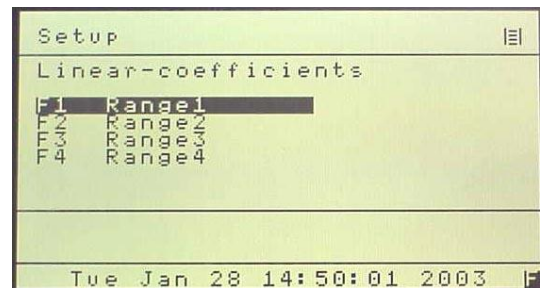 Setup
Linear-coefficients
F1 Range1
F2 Range2
F3 Range3
F4 Range4
Tue Jan 28 14:50:01 2003 F